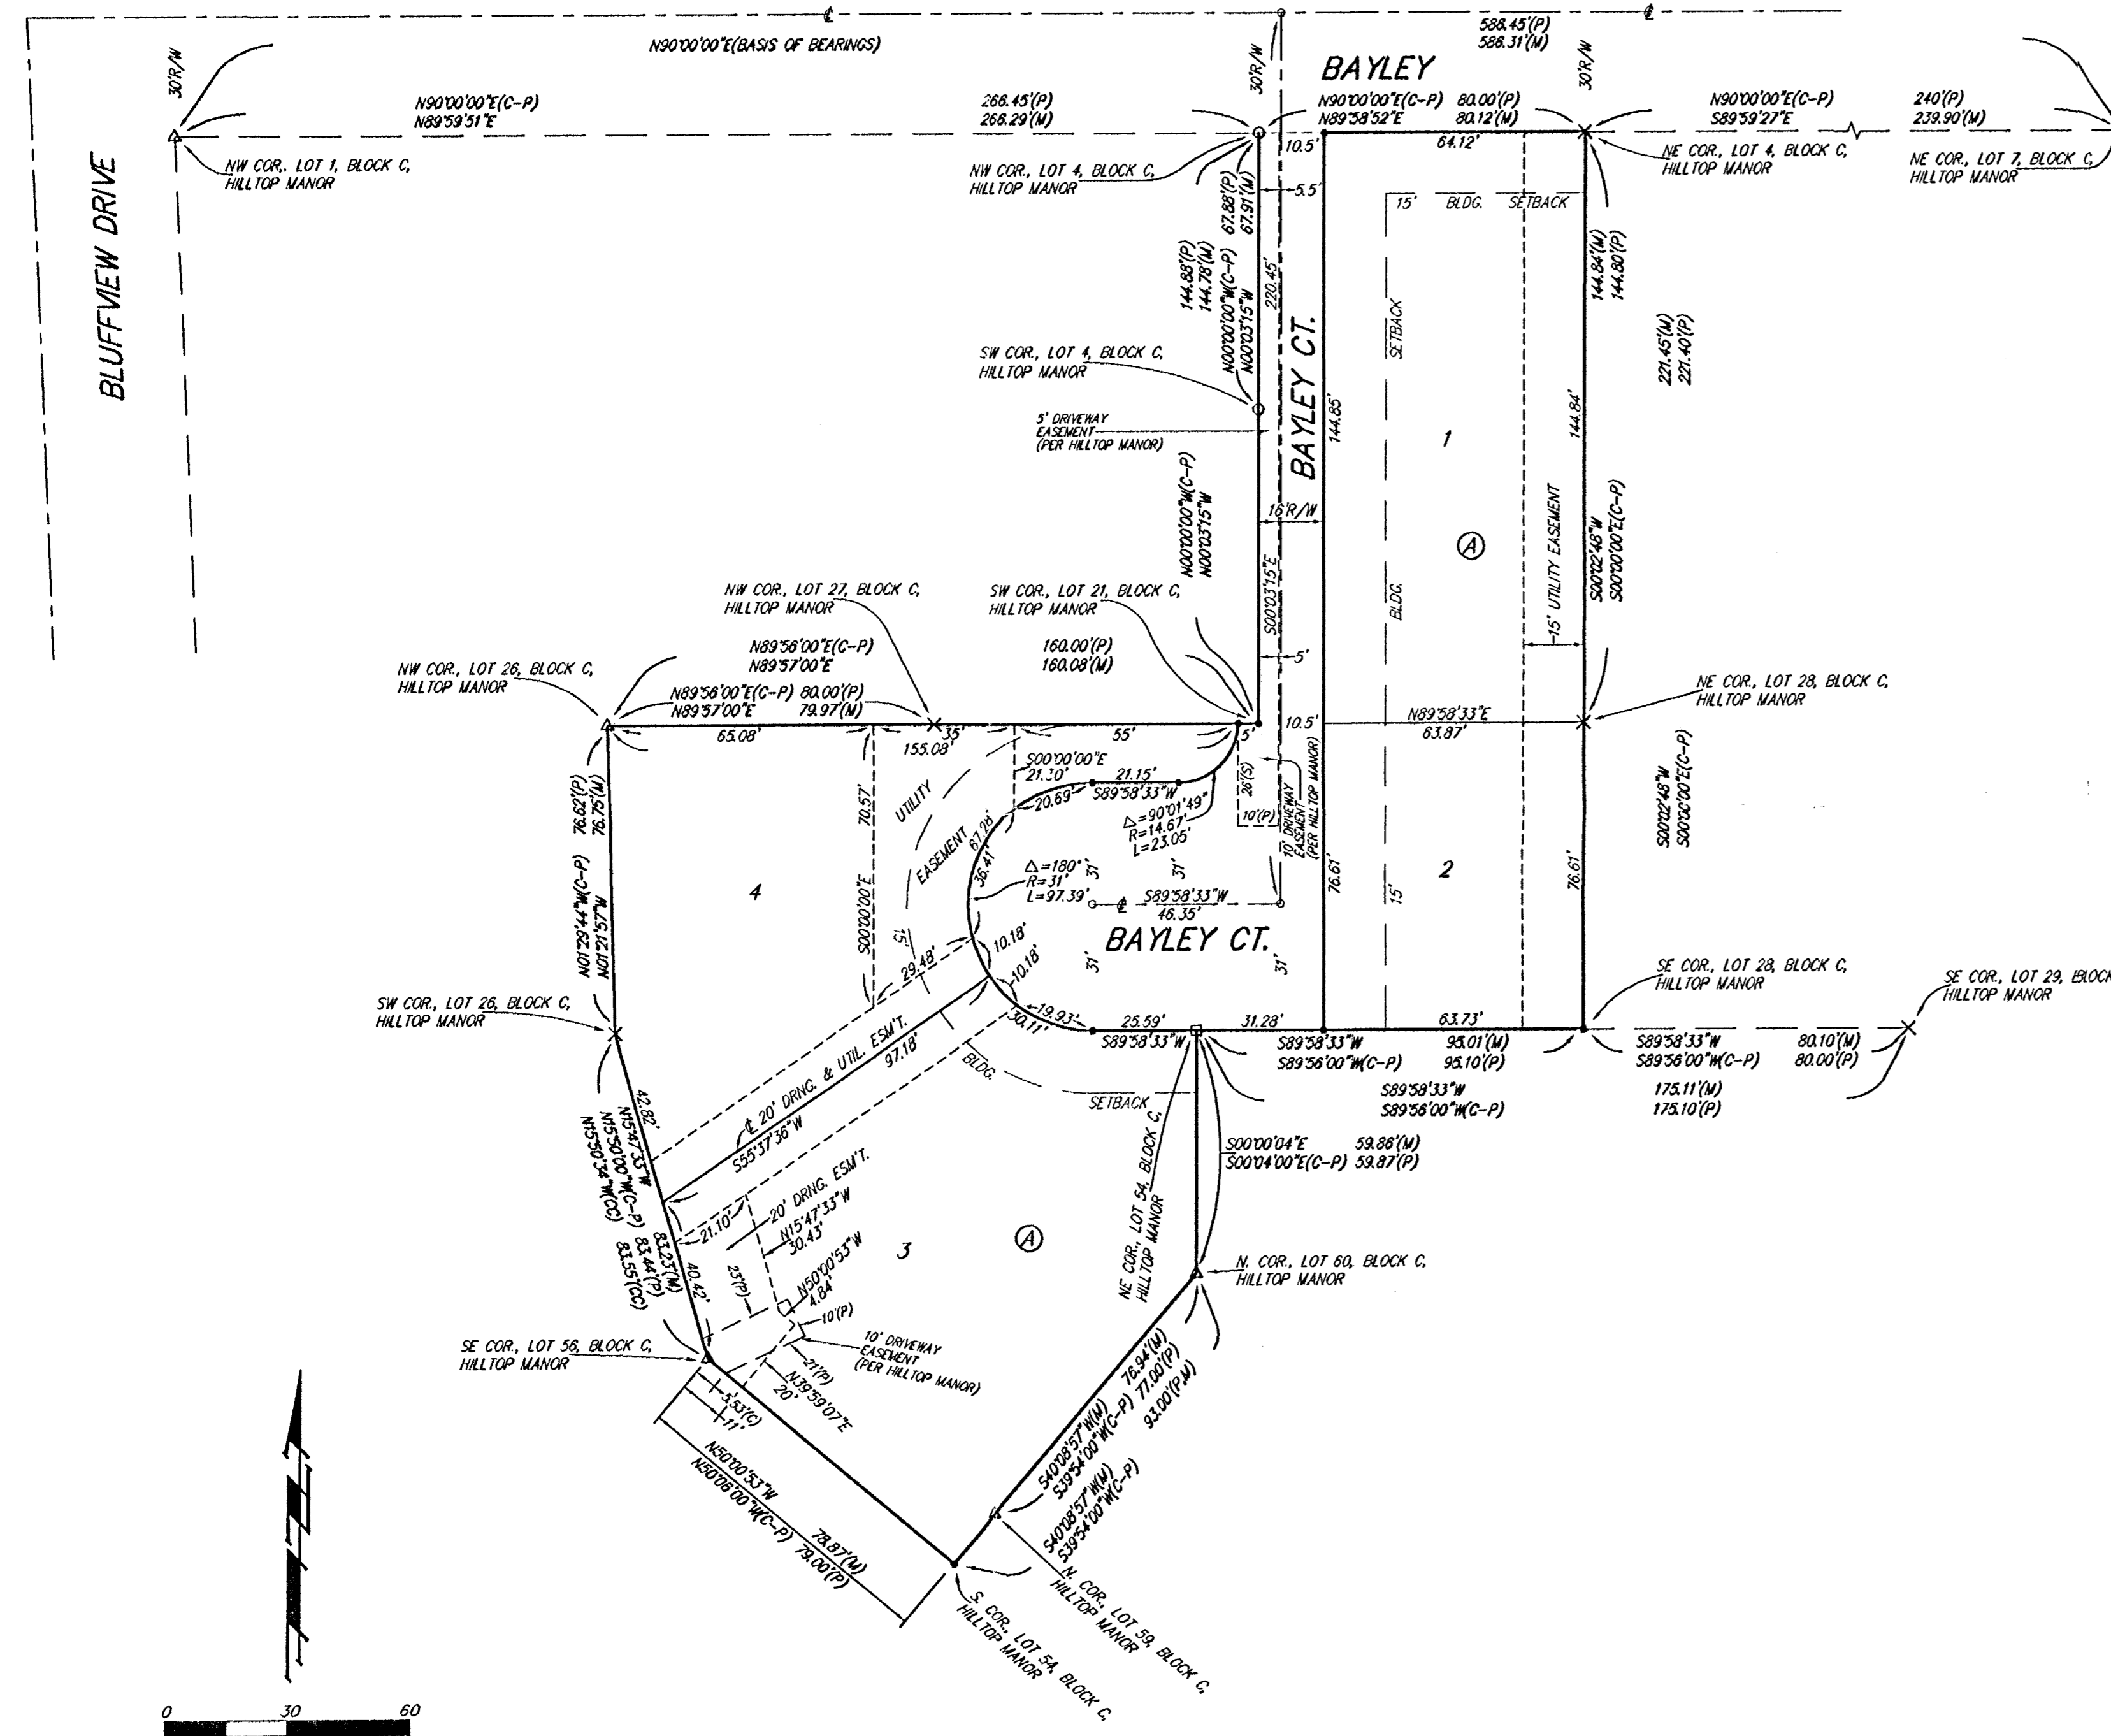 N90°00'00"E(BASIS OF BEARINGS)
586.45'(P)
586.31'(M)
BAYLEY
30'R/W
30'R/W
30'R/W
N90°00'00"E(C-P)
N89°59'51"E
266.45'(P)
266.29'(M)
N90°00'00"E(C-P) 80.00'(P)
N89°58'52"E 80.12'(M)
N90°00'00"E(C-P) 240'(P)
S89°59'27"E 239.90'(M)
NW COR., LOT 1, BLOCK C,
HILLTOP MANOR
NW COR., LOT 4, BLOCK C,
HILLTOP MANOR
10.5'
64.12'
NE COR., LOT 4, BLOCK C,
HILLTOP MANOR
NE COR., LOT 7, BLOCK C,
HILLTOP MANOR
BLUFFVIEW DRIVE
67.88'(P)
67.91'(M)
5.5'
15' BLDG. SETBACK
144.88'(P)
144.78'(M)
N00°00'00"W(C-P)
N00°03'15"W
220.45'
BAYLEY CT.
SETBACK
144.84'(M)
144.80'(P)
221.45'(M)
221.40'(P)
SW COR., LOT 4, BLOCK C,
HILLTOP MANOR
5' DRIVEWAY
EASEMENT
(PER HILLTOP MANOR)
144.85'
1
144.84'
N00°00'00"W(C-P)
N00°03'15"W
16'R/W
A
15' UTILITY EASEMENT
S00°02'48"W
S00°00'00"E(C-P)
S00°03'15"E
BLDG.
5'
NW COR., LOT 27, BLOCK C,
HILLTOP MANOR
SW COR., LOT 21, BLOCK C,
HILLTOP MANOR
N89°56'00"E(C-P)
N89°57'00"E
160.00'(P)
160.08'(M)
NW COR., LOT 26, BLOCK C,
HILLTOP MANOR
N89°56'00"E(C-P) 80.00'(P)
N89°57'00"E 79.97'(M)
NE COR., LOT 28, BLOCK C,
HILLTOP MANOR
65.08'
35'
155.08'
55'
5'
10.5'
N89°58'33"E
63.87'
S00°00'00"E
21.30'
21.15'
S89°58'33"W
20.69'
26'(S)
10'(P)
10' DRIVEWAY
EASEMENT
(PER HILLTOP MANOR)
Δ=90°01'49"
R=14.67'
L=23.05'
76.62'(P)
76.75'(M)
N01°29'44"W(C-P)
N01°21'57"W
70.57'
S00°00'00"E
UTILITY
EASEMENT
67.28'
36.41'
15'
Δ=180°
R=31'
L=97.39'
31'
31'
S89°58'33"W
46.35'
BAYLEY CT.
31'
31'
76.61'
2
15'
76.61'
S00°02'48"W
S00°00'00"E(C-P)
4
29.48'
10.18'
10.18'
19.93'
30.11'
SW COR., LOT 26, BLOCK C,
HILLTOP MANOR
SE COR., LOT 28, BLOCK C,
HILLTOP MANOR
SE COR., LOT 29, BLOCK
HILLTOP MANOR
25.59'
S89°58'33"W
31.28'
63.73'
S89°58'33"W 95.01'(M)
S89°56'00"W(C-P) 95.10'(P)
S89°58'33"W 80.10'(M)
S89°56'00"W(C-P) 80.00'(P)
S89°58'33"W 175.11'(M)
S89°56'00"W(C-P) 175.10'(P)
20' DRNG. & UTIL. ESM'T.
97.18'
S55°37'36"W
BLDG.
SETBACK
NE COR., LOT 54, BLOCK C,
HILLTOP MANOR
S00°00'04"E 59.86'(M)
S00°04'00"E(C-P) 59.87'(P)
42.82'
N15°47'33"W 83.23'(M)
N15°50'00"W(C-P) 83.44'(P)
N15°50'34"W(CC) 83.55'(CC)
40.42'
21.10'
20' DRNG. ESM'T.
N15°47'33"W
30.43'
N50°00'53"W
4.84'
23'(P)
10'(P)
3
A
N. COR., LOT 60, BLOCK C,
HILLTOP MANOR
SE COR., LOT 56, BLOCK C,
HILLTOP MANOR
10' DRIVEWAY
EASEMENT
(PER HILLTOP MANOR)
21'(P)
N39°59'07"E
20'
5.53'(C)
11'
N50°00'53"W 78.87'(M)
N50°06'00"W(C-P) 79.00'(P)
S40°08'57"W(M) 76.94'(M)
S39°54'00"W(C-P) 77.00'(P)
93.00'(P,M)
S40°08'57"W(M)
S39°54'00"W(C-P)
N. COR., LOT 59, BLOCK C,
HILLTOP MANOR
S. COR., LOT 54, BLOCK C,
HILLTOP MANOR
0 30 60